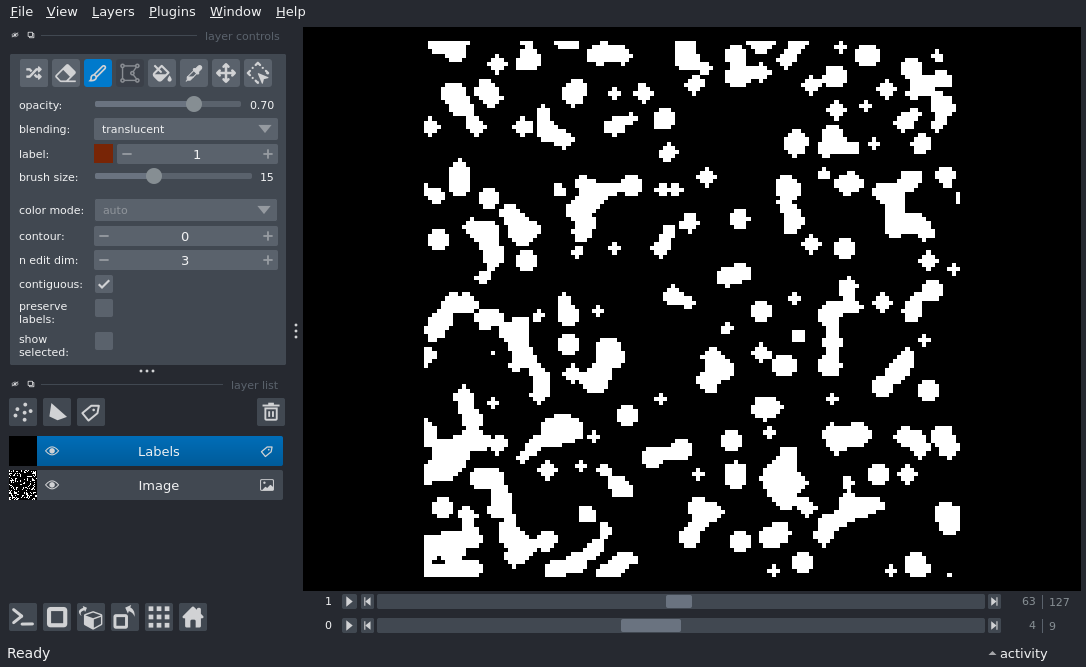 File View Layers Plugins Window Help
layer controls
opacity: 0.70
blending: translucent
label: 1
brush size: 15
color mode: auto
contour: 0
n edit dim: 3
contiguous:
preserve
labels:
show
selected:
layer list
Labels
Image
1 63 127
0 4 9
Ready activity